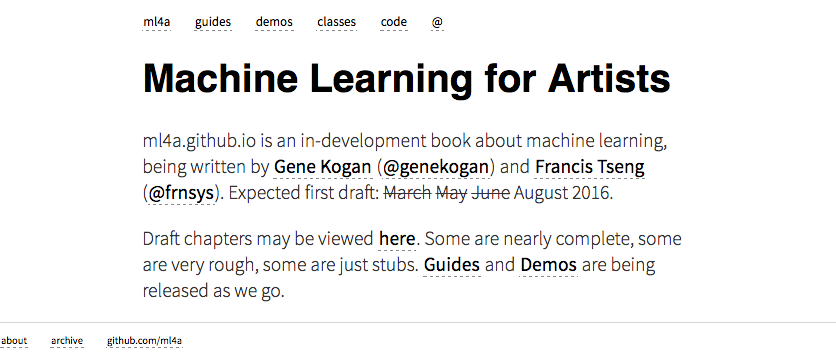 ml4a guides demos classes code @
Machine Learning for Artists
ml4a.github.io is an in-development book about machine learning,
being written by Gene Kogan (@genekogan) and Francis Tseng
(@frnsys). Expected first draft: March May June August 2016.
Draft chapters may be viewed here. Some are nearly complete, some
are very rough, some are just stubs. Guides and Demos are being
released as we go.
about archive github.com/ml4a